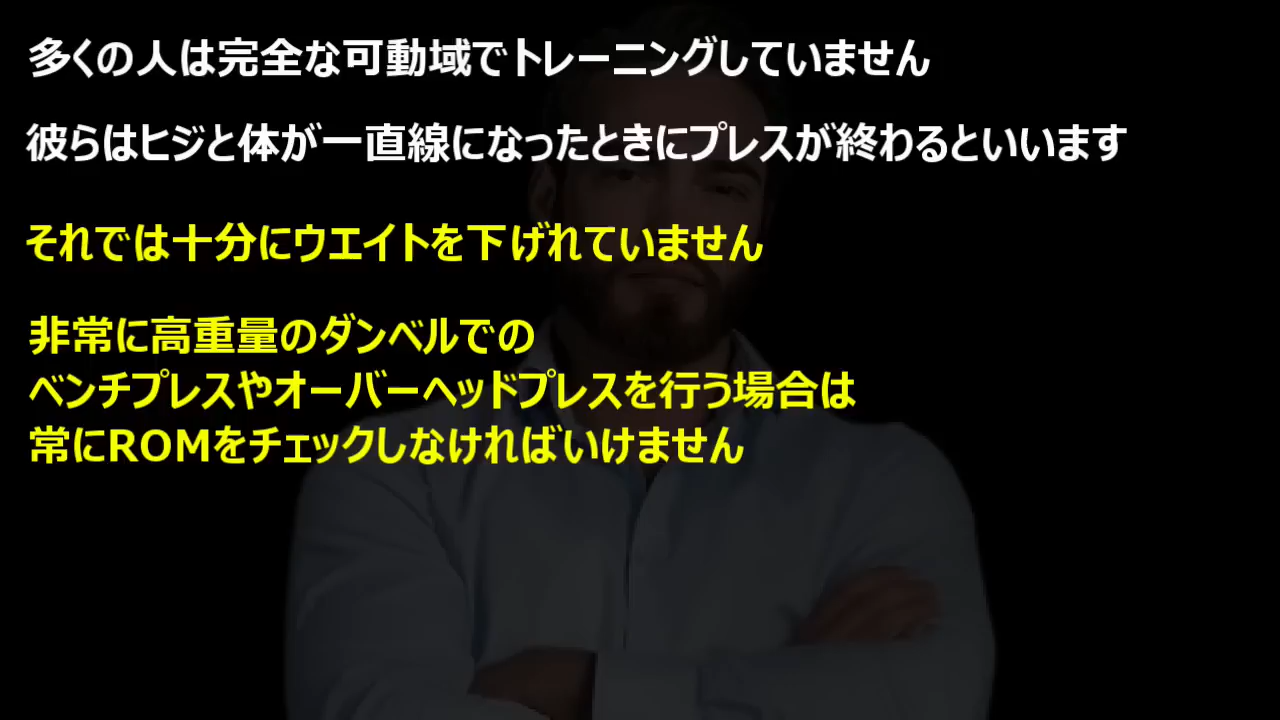 多くの人は完全な可動域でトレーニングしていません
彼らはヒジと体が一直線になったときにプレスが終わるといいます
それでは十分にウエイトを下げれていません
非常に高重量のダンベルでの
ベンチプレスやオーバーヘッドプレスを行う場合は
常にROMをチェックしなければいけません